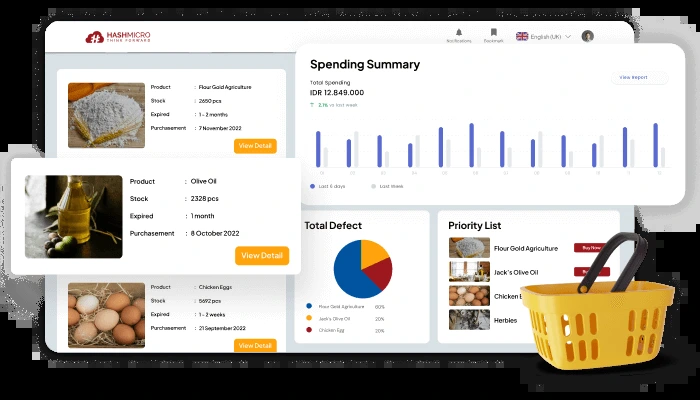 HASHMICRO
THINK FORWARD
Notifications
Bookmark
English (UK)
Product : Flour Gold Agriculture
Stock : 2650 pcs
Expired : 1 - 2 months
Purchasement : 7 November 2022
View Detail
Product : Olive Oil
Stock : 2328 pcs
Expired : 1 month
Purchasement : 8 October 2022
View Detail
Product : Chicken Eggs
Stock : 5692 pcs
Expired : 1 - 2 weeks
Purchasement : 21 September 2022
View Detail
Spending Summary
View Report
Total Spending
IDR 12.849.000
2.1% vs last week
Last 6 days
Last Week
Total Defect
Flour Gold Agriculture 60%
Jack's Olive Oil 20%
Chicken Egg 20%
Priority List
Flour Gold Agriculture
Buy Now
Jack's Olive Oil
Buy
Chicken E
Herbies